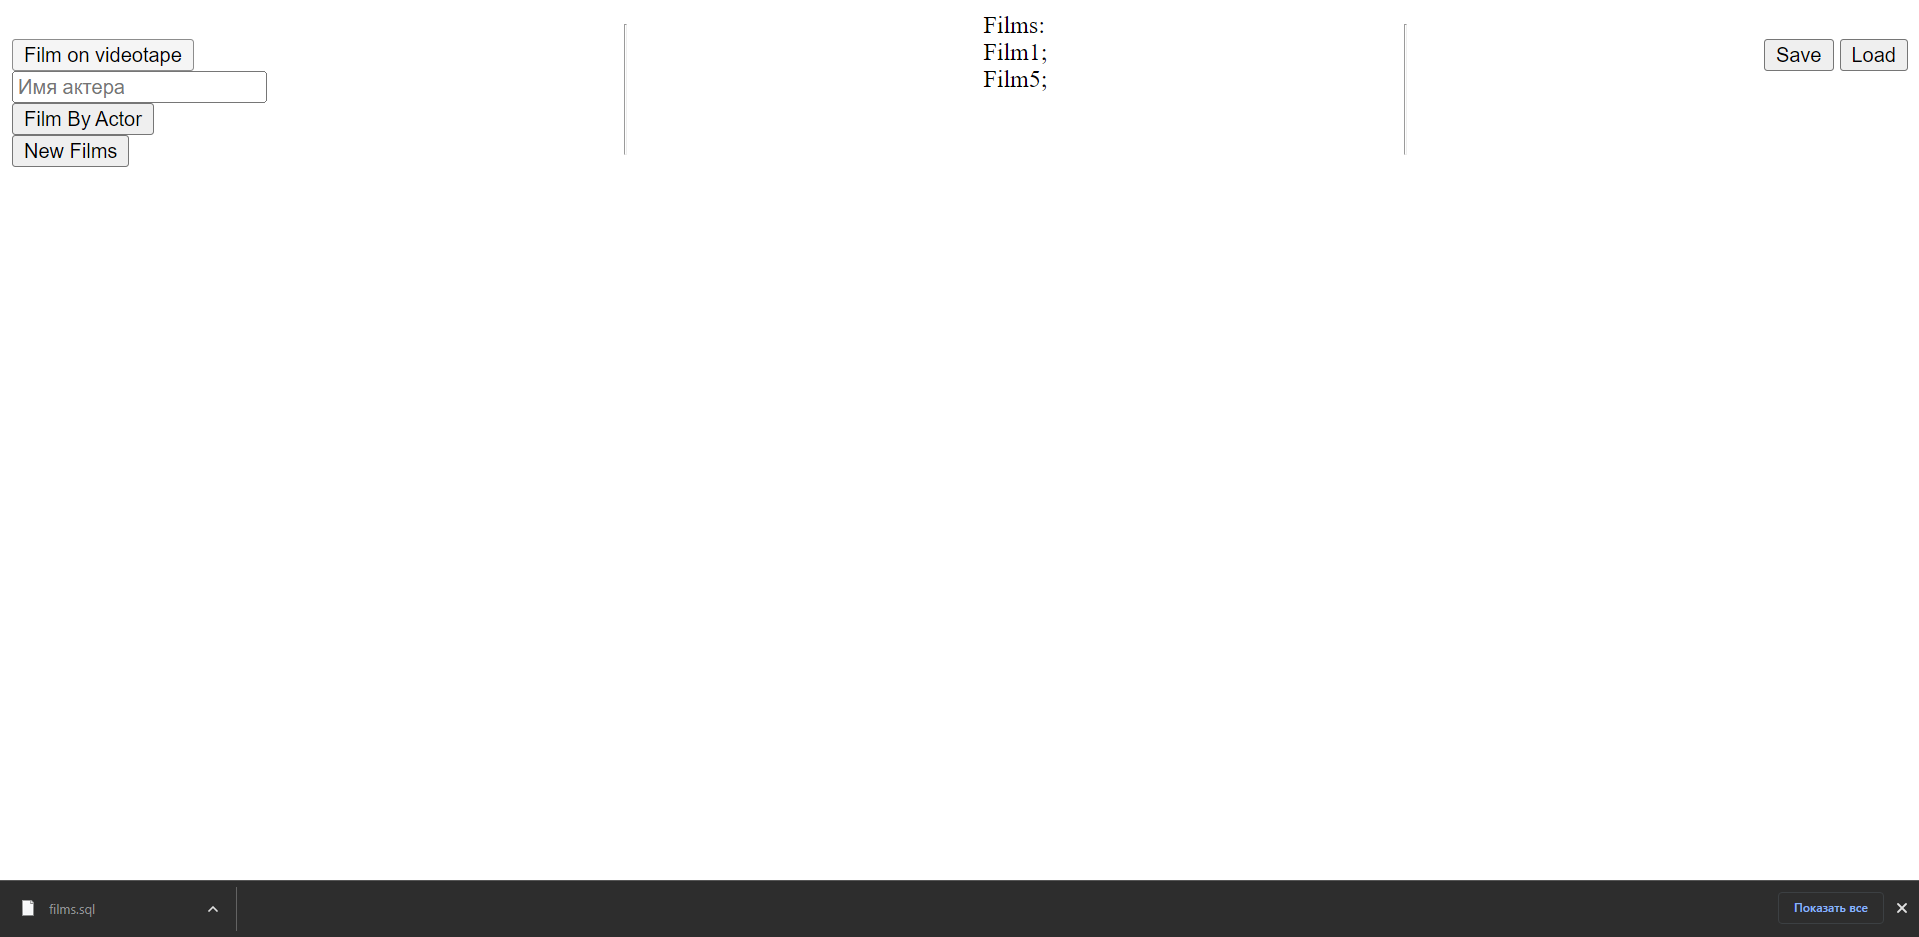 Film on videotape
Имя актера
Film By Actor
New Films
Films:
Film1;
Film5;
Save Load
films.sql
Показать все